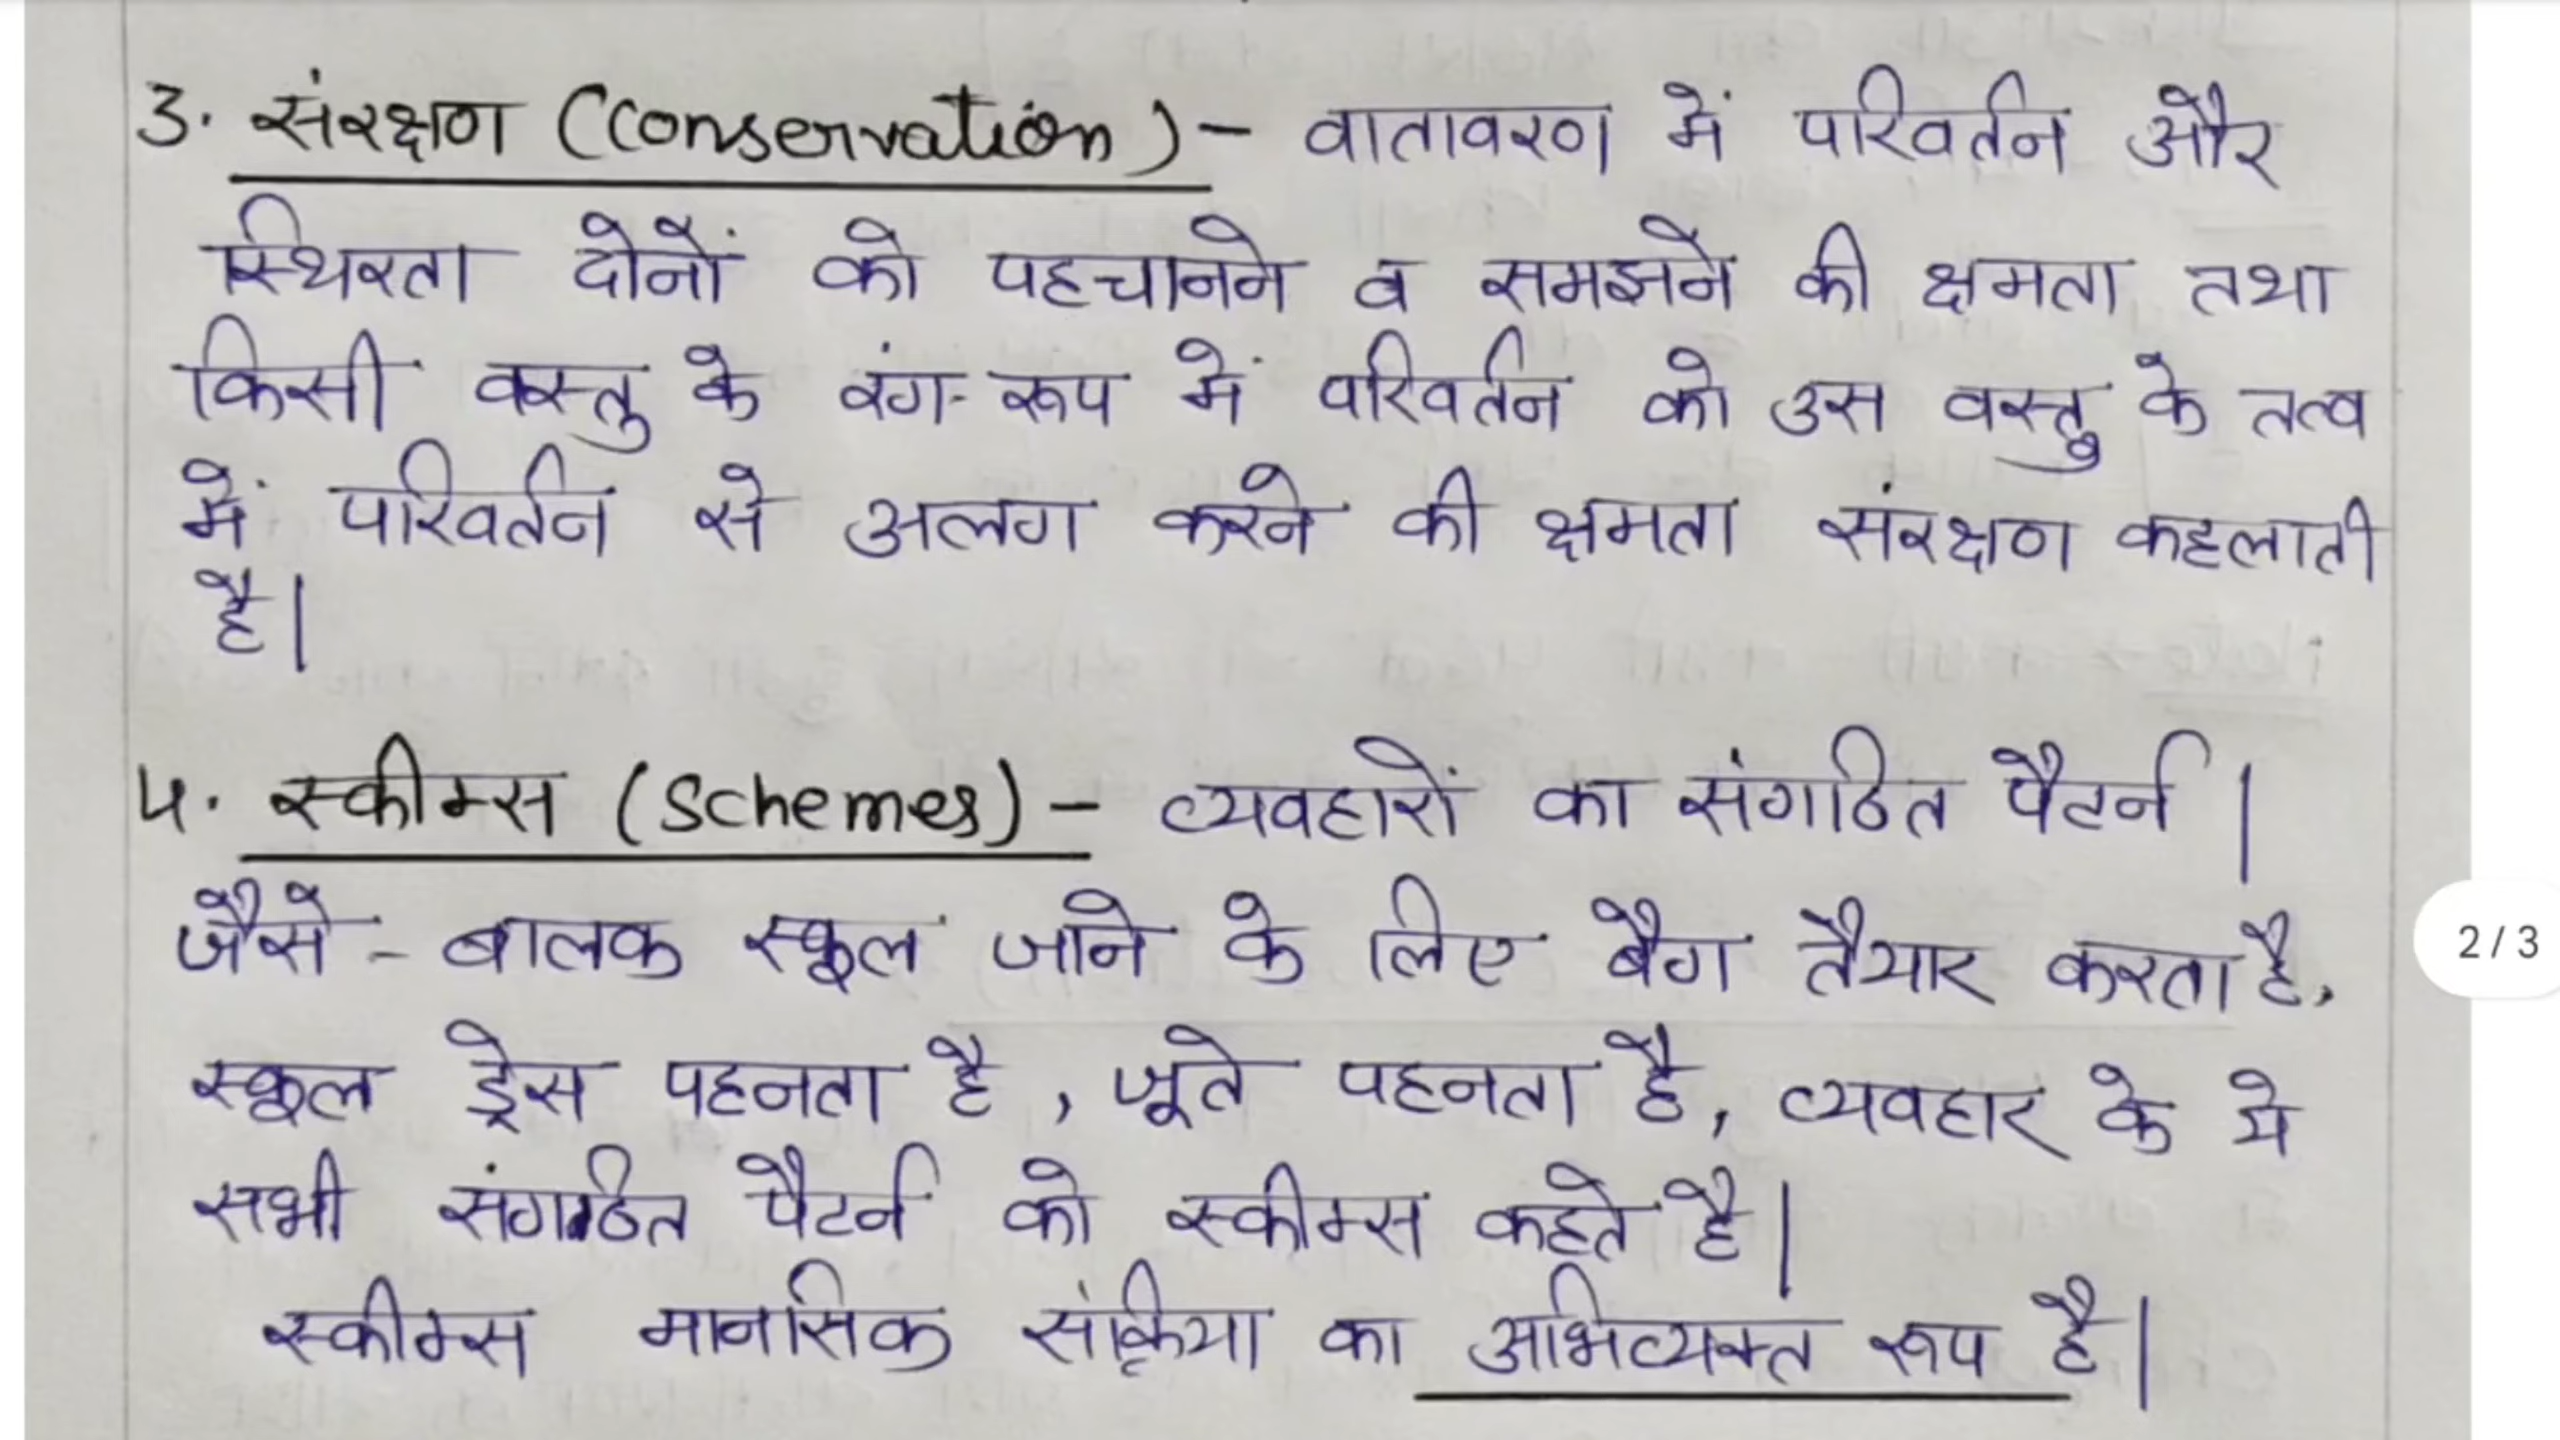 3. संरक्षण (Conservation) - वातावरण में परिवर्तन और
स्थिरता दोनों को पहचानने व समझने की क्षमता तथा
किसी वस्तु के रंग-रूप में परिवर्तन को उस वस्तु के तत्व
में परिवर्तन से अलग करने की क्षमता संरक्षण कहलाती
है|
4. स्कीम्स (Schemes) - व्यवहारों का संगठित पैटर्न|
जैसे - बालक स्कूल जाने के लिए बैग तैयार करता है,
2/3
स्कूल ड्रेस पहनता है, जूते पहनता है, व्यवहार के ये
सभी संगठित पैटर्न को स्कीम्स कहते है|
स्कीम्स मानसिक संक्रिया का अभिव्यक्त रूप है|